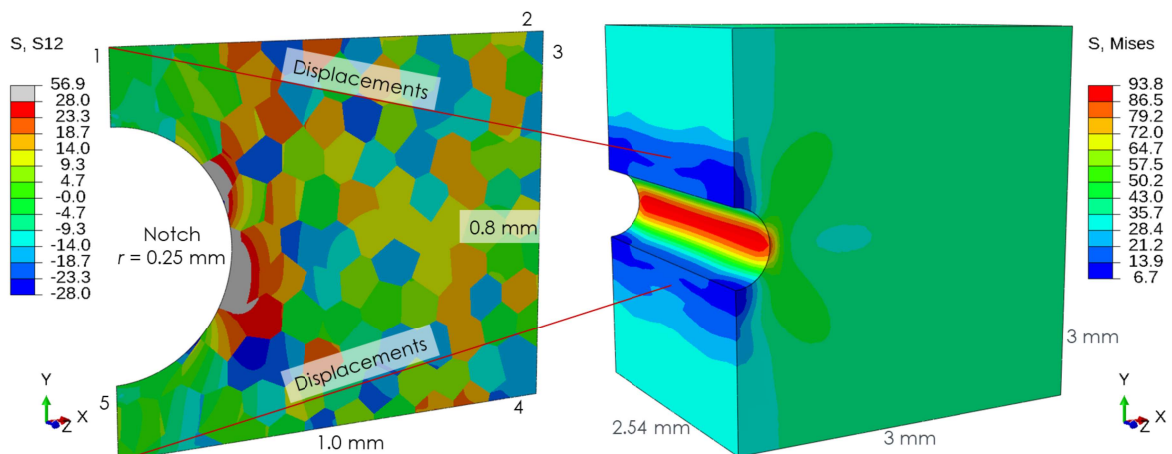 S, S12
56.9
28.0
23.3
18.7
14.0
9.3
4.7
-0.0
-4.7
-9.3
-14.0
-18.7
-23.3
-28.0
1
2
3
Displacements
Notch
r = 0.25 mm
0.8 mm
Displacements
5
4
1.0 mm
Y
X
Z
S, Mises
93.8
86.5
79.2
72.0
64.7
57.5
50.2
43.0
35.7
28.4
21.2
13.9
6.7
3 mm
2.54 mm
3 mm
Y
X
Z